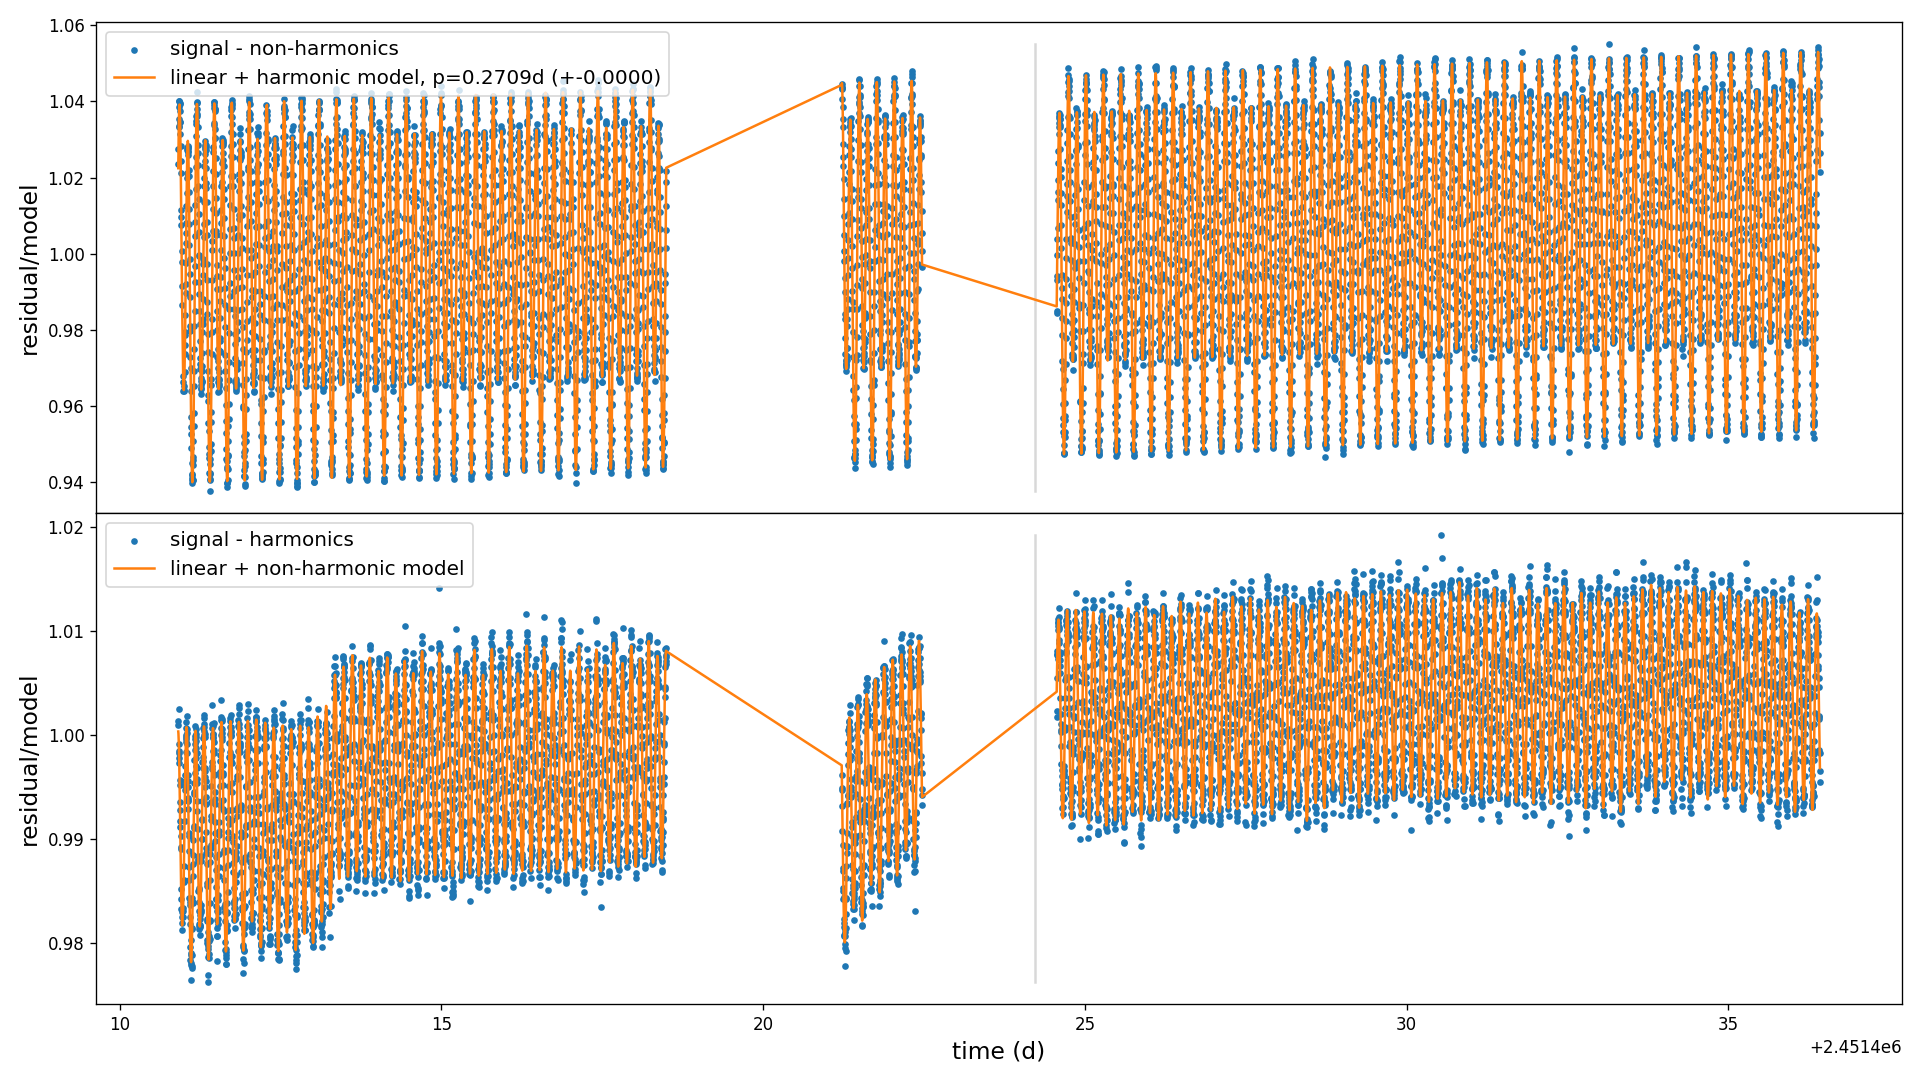 1.06
1.04
1.02
1.00
0.98
0.96
0.94
residual/model
signal - non-harmonics
linear + harmonic model, p=0.2709d (+-0.0000)
1.02
1.01
1.00
0.99
0.98
residual/model
signal - harmonics
linear + non-harmonic model
10 15 20 25 30 35
time (d)
+2.4514e6